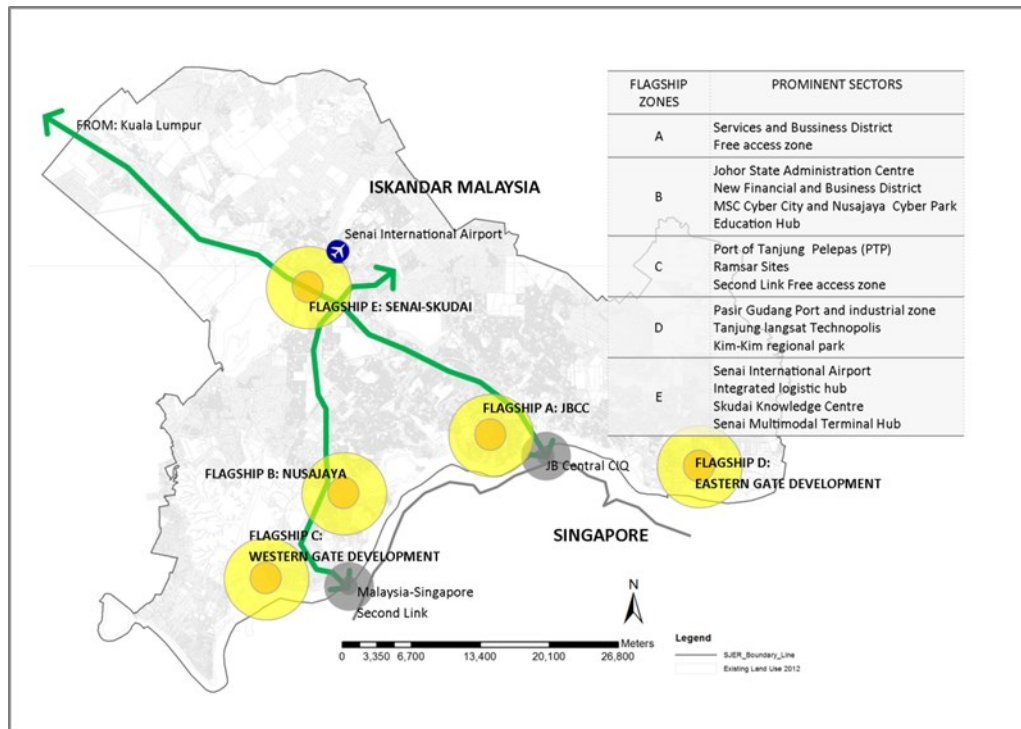 FLAGSHIP ZONES
PROMINENT SECTORS
A
Services and Bussiness District
Free access zone
B
Johor State Administration Centre
New Financial and Business District
MSC Cyber City and Nusajaya Cyber Park
Education Hub
C
Port of Tanjung Pelepas (PTP)
Ramsar Sites
Second Link Free access zone
D
Pasir Gudang Port and industrial zone
Tanjung langsat Technopolis
Kim-Kim regional park
E
Senai International Airport
Integrated logistic hub
Skudai Knowledge Centre
Senai Multimodal Terminal Hub
FROM: Kuala Lumpur
ISKANDAR MALAYSIA
Senai International Airport
FLAGSHIP E: SENAI-SKUDAI
FLAGSHIP A: JBCC
JB Central CIQ
FLAGSHIP D:
EASTERN GATE DEVELOPMENT
FLAGSHIP B: NUSAJAYA
SINGAPORE
FLAGSHIP C:
WESTERN GATE DEVELOPMENT
Malaysia-Singapore
Second Link
N
Meters
0 3,350 6,700 13,400 20,100 26,800
Legend
SJER_Boundary_Line
Existing Land Use 2012